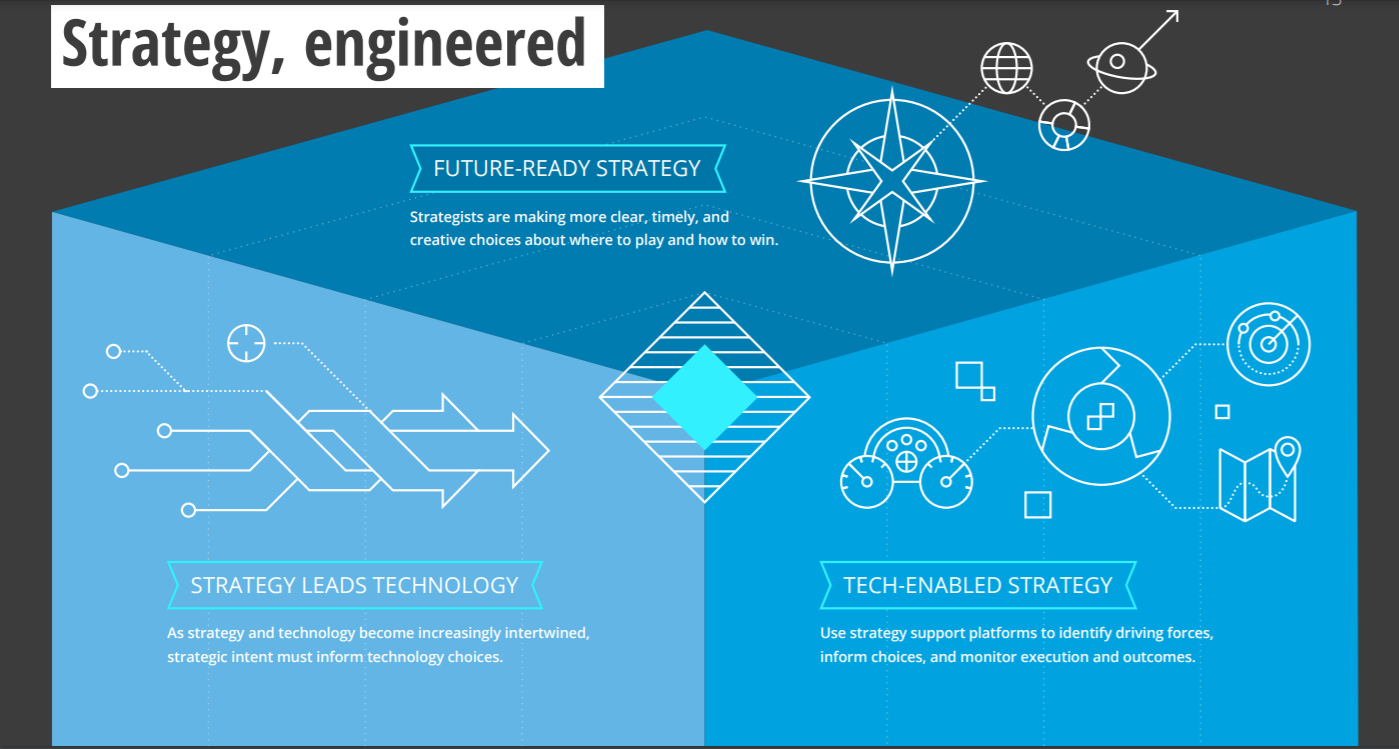 Strategy, engineered
FUTURE-READY STRATEGY
Strategists are making more clear, timely, and
creative choices about where to play and how to win.
STRATEGY LEADS TECHNOLOGY
As strategy and technology become increasingly intertwined,
strategic intent must inform technology choices.
TECH-ENABLED STRATEGY
Use strategy support platforms to identify driving forces,
inform choices, and monitor execution and outcomes.